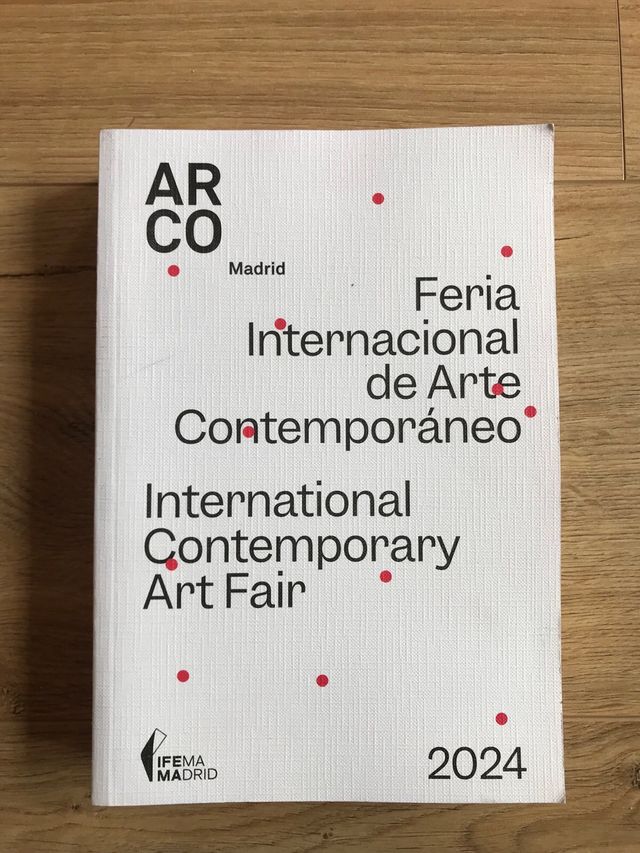 AR
CO
Madrid
Feria
Internacional
de Arte
Contemporáneo
International
Contemporary
Art Fair
IFEMA
MADRID
2024